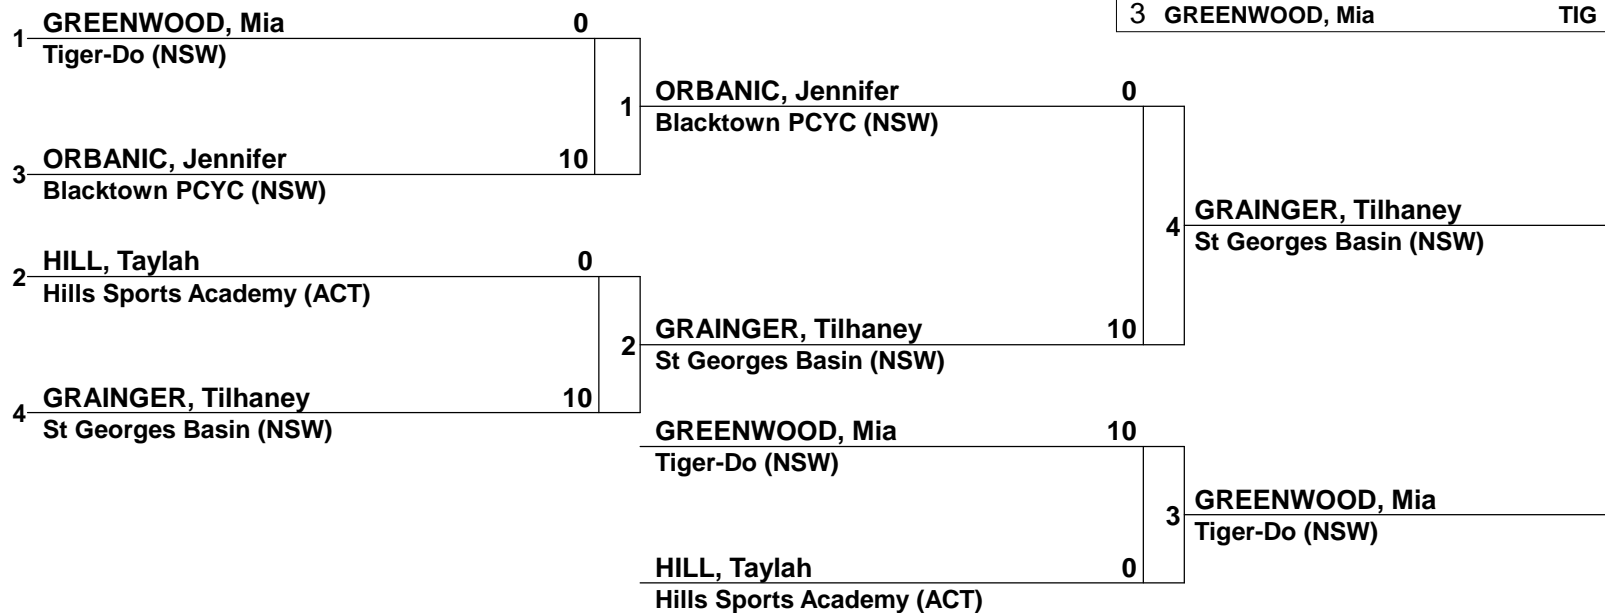 3 GREENWOOD, Mia TIG
GREENWOOD, Mia 0
1
Tiger-Do (NSW)
ORBANIC, Jennifer 0
1
Blacktown PCYC (NSW)
ORBANIC, Jennifer 10
3
Blacktown PCYC (NSW)
GRAINGER, Tilhaney
4
St Georges Basin (NSW)
HILL, Taylah 0
2
Hills Sports Academy (ACT)
GRAINGER, Tilhaney 10
2
St Georges Basin (NSW)
GRAINGER, Tilhaney 10
4
St Georges Basin (NSW)
GREENWOOD, Mia 10
Tiger-Do (NSW)
GREENWOOD, Mia
3
Tiger-Do (NSW)
HILL, Taylah 0
Hills Sports Academy (ACT)